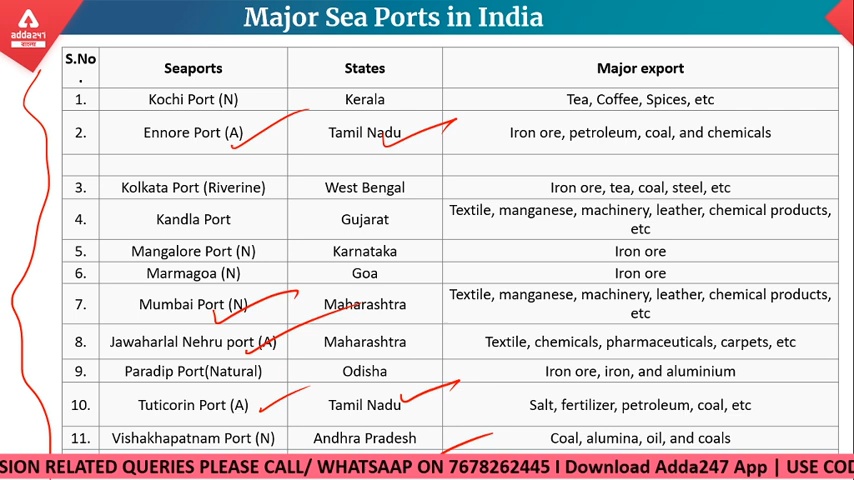 Major Sea Ports in India
adda247
বাংলা
S.No. Seaports States Major export
1. Kochi Port (N) Kerala Tea, Coffee, Spices, etc
2. Ennore Port (A) Tamil Nadu Iron ore, petroleum, coal, and chemicals
3. Kolkata Port (Riverine) West Bengal Iron ore, tea, coal, steel, etc
4. Kandla Port Gujarat Textile, manganese, machinery, leather, chemical products, etc
5. Mangalore Port (N) Karnataka Iron ore
6. Marmagoa (N) Goa Iron ore
7. Mumbai Port (N) Maharashtra Textile, manganese, machinery, leather, chemical products, etc
8. Jawaharlal Nehru port (A) Maharashtra Textile, chemicals, pharmaceuticals, carpets, etc
9. Paradip Port(Natural) Odisha Iron ore, iron, and aluminium
10. Tuticorin Port (A) Tamil Nadu Salt, fertilizer, petroleum, coal, etc
11. Vishakhapatnam Port (N) Andhra Pradesh Coal, alumina, oil, and coals
SION RELATED QUERIES PLEASE CALL/ WHATSAAP ON 7678262445 I Download Adda247 App | USE COD